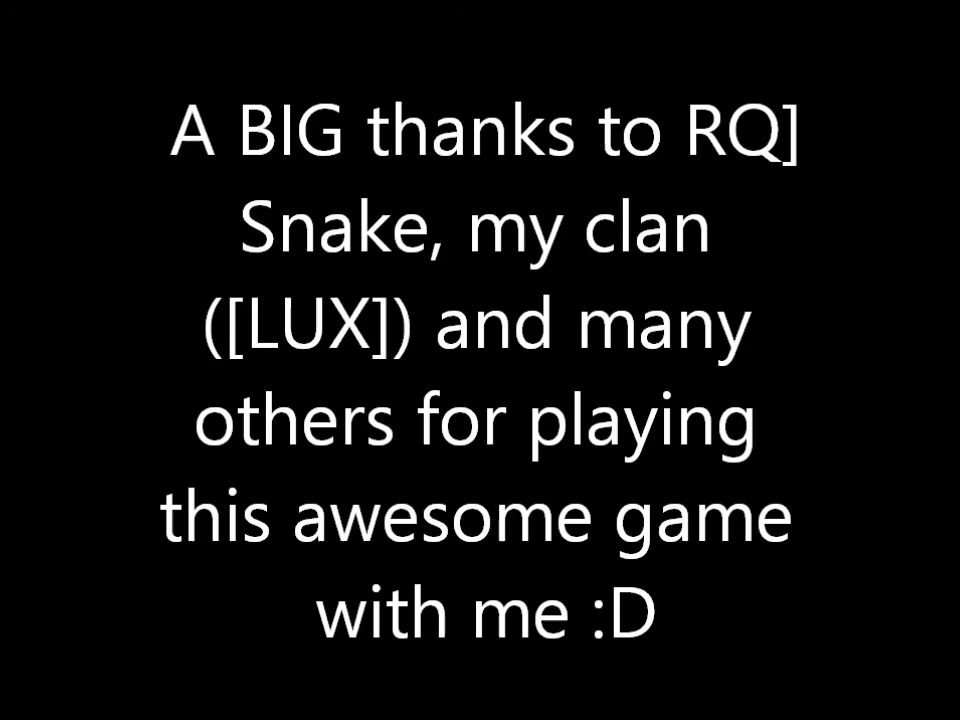 A BIG thanks to RQ]
Snake, my clan
([LUX]) and many
others for playing
this awesome game
with me :D